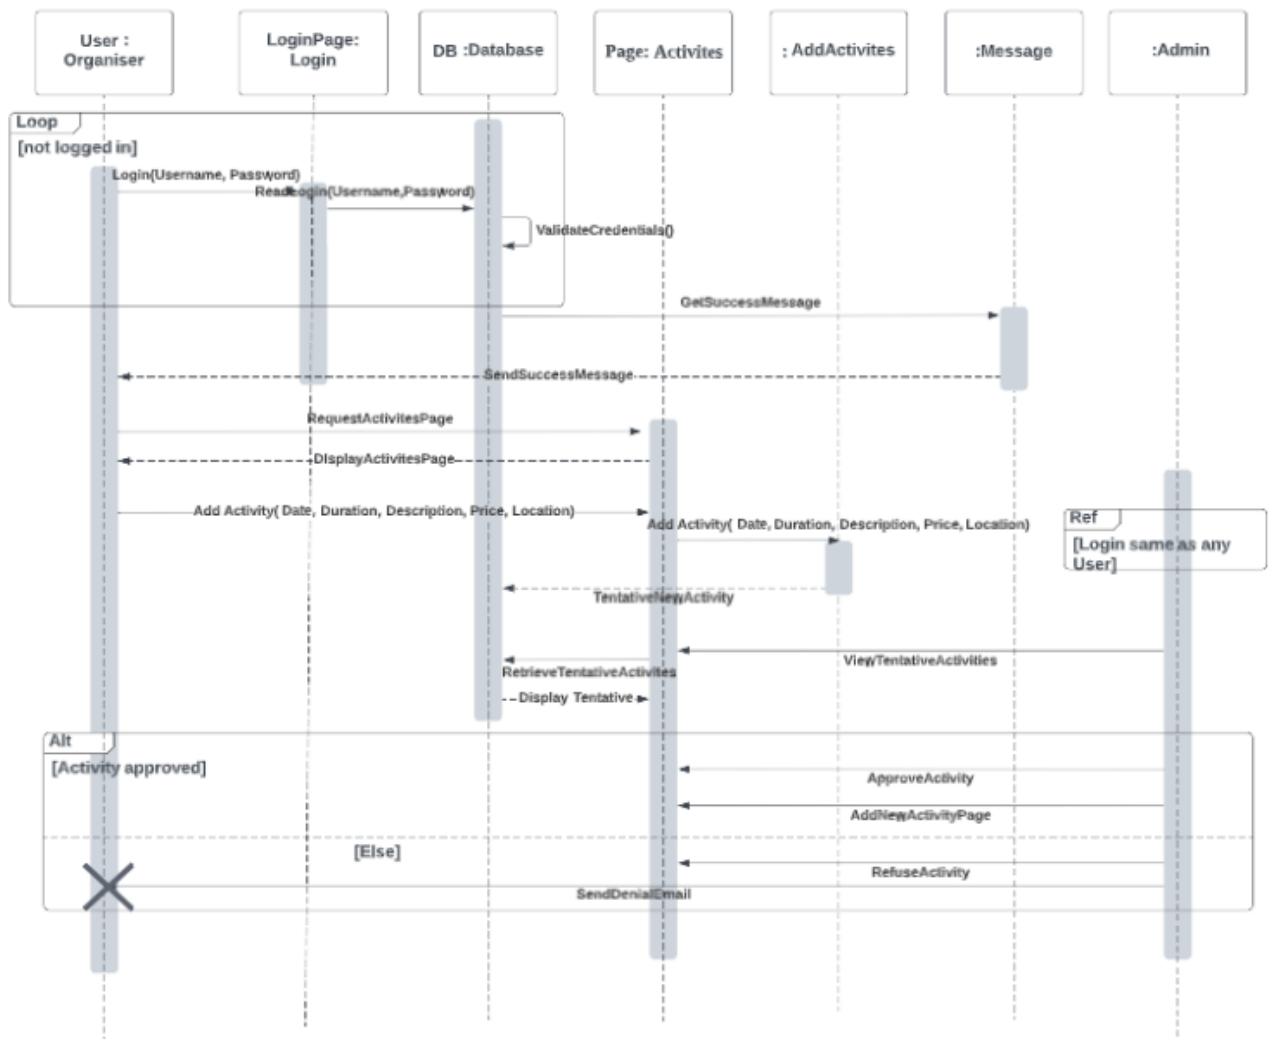 User :
Organiser
LoginPage:
Login
DB :Database
Page: Activites
: AddActivites
:Message
:Admin
Loop
[not logged in]
Login(Username, Password)
ReadLogin(Username,Password)
ValidateCredentials()
GetSuccessMessage
SendSuccessMessage
RequestActivitesPage
DisplayActivitesPage
Add Activity( Date, Duration, Description, Price, Location)
Add Activity( Date, Duration, Description, Price, Location)
Ref
[Login same as any
User]
TentativeNewActivity
ViewTentativeActivities
RetrieveTentativeActivites
Display Tentative
Alt
[Activity approved]
ApproveActivity
AddNewActivityPage
[Else]
RefuseActivity
SendDenialEmail